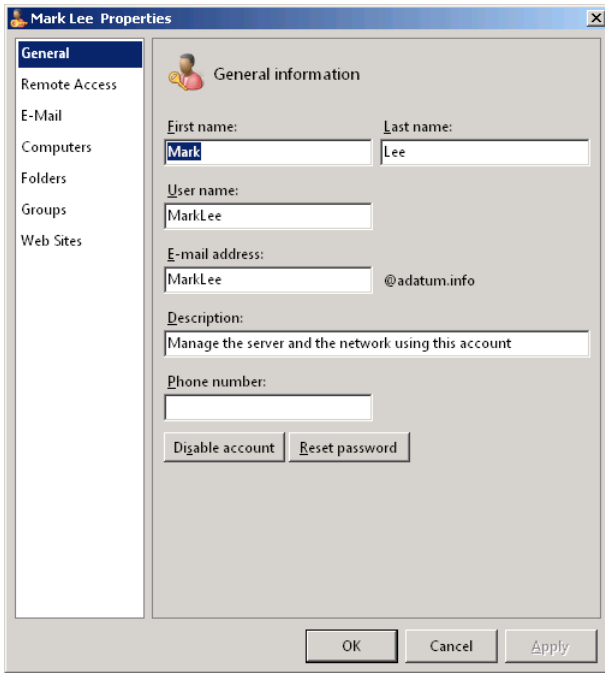 Mark Lee Properties
General
Remote Access
E-Mail
Computers
Folders
Groups
Web Sites
General information
First name:
Last name:
Mark
Lee
User name:
MarkLee
E-mail address:
MarkLee
@adatum.info
Description:
Manage the server and the network using this account
Phone number:
Disable account
Reset password
OK
Cancel
Apply